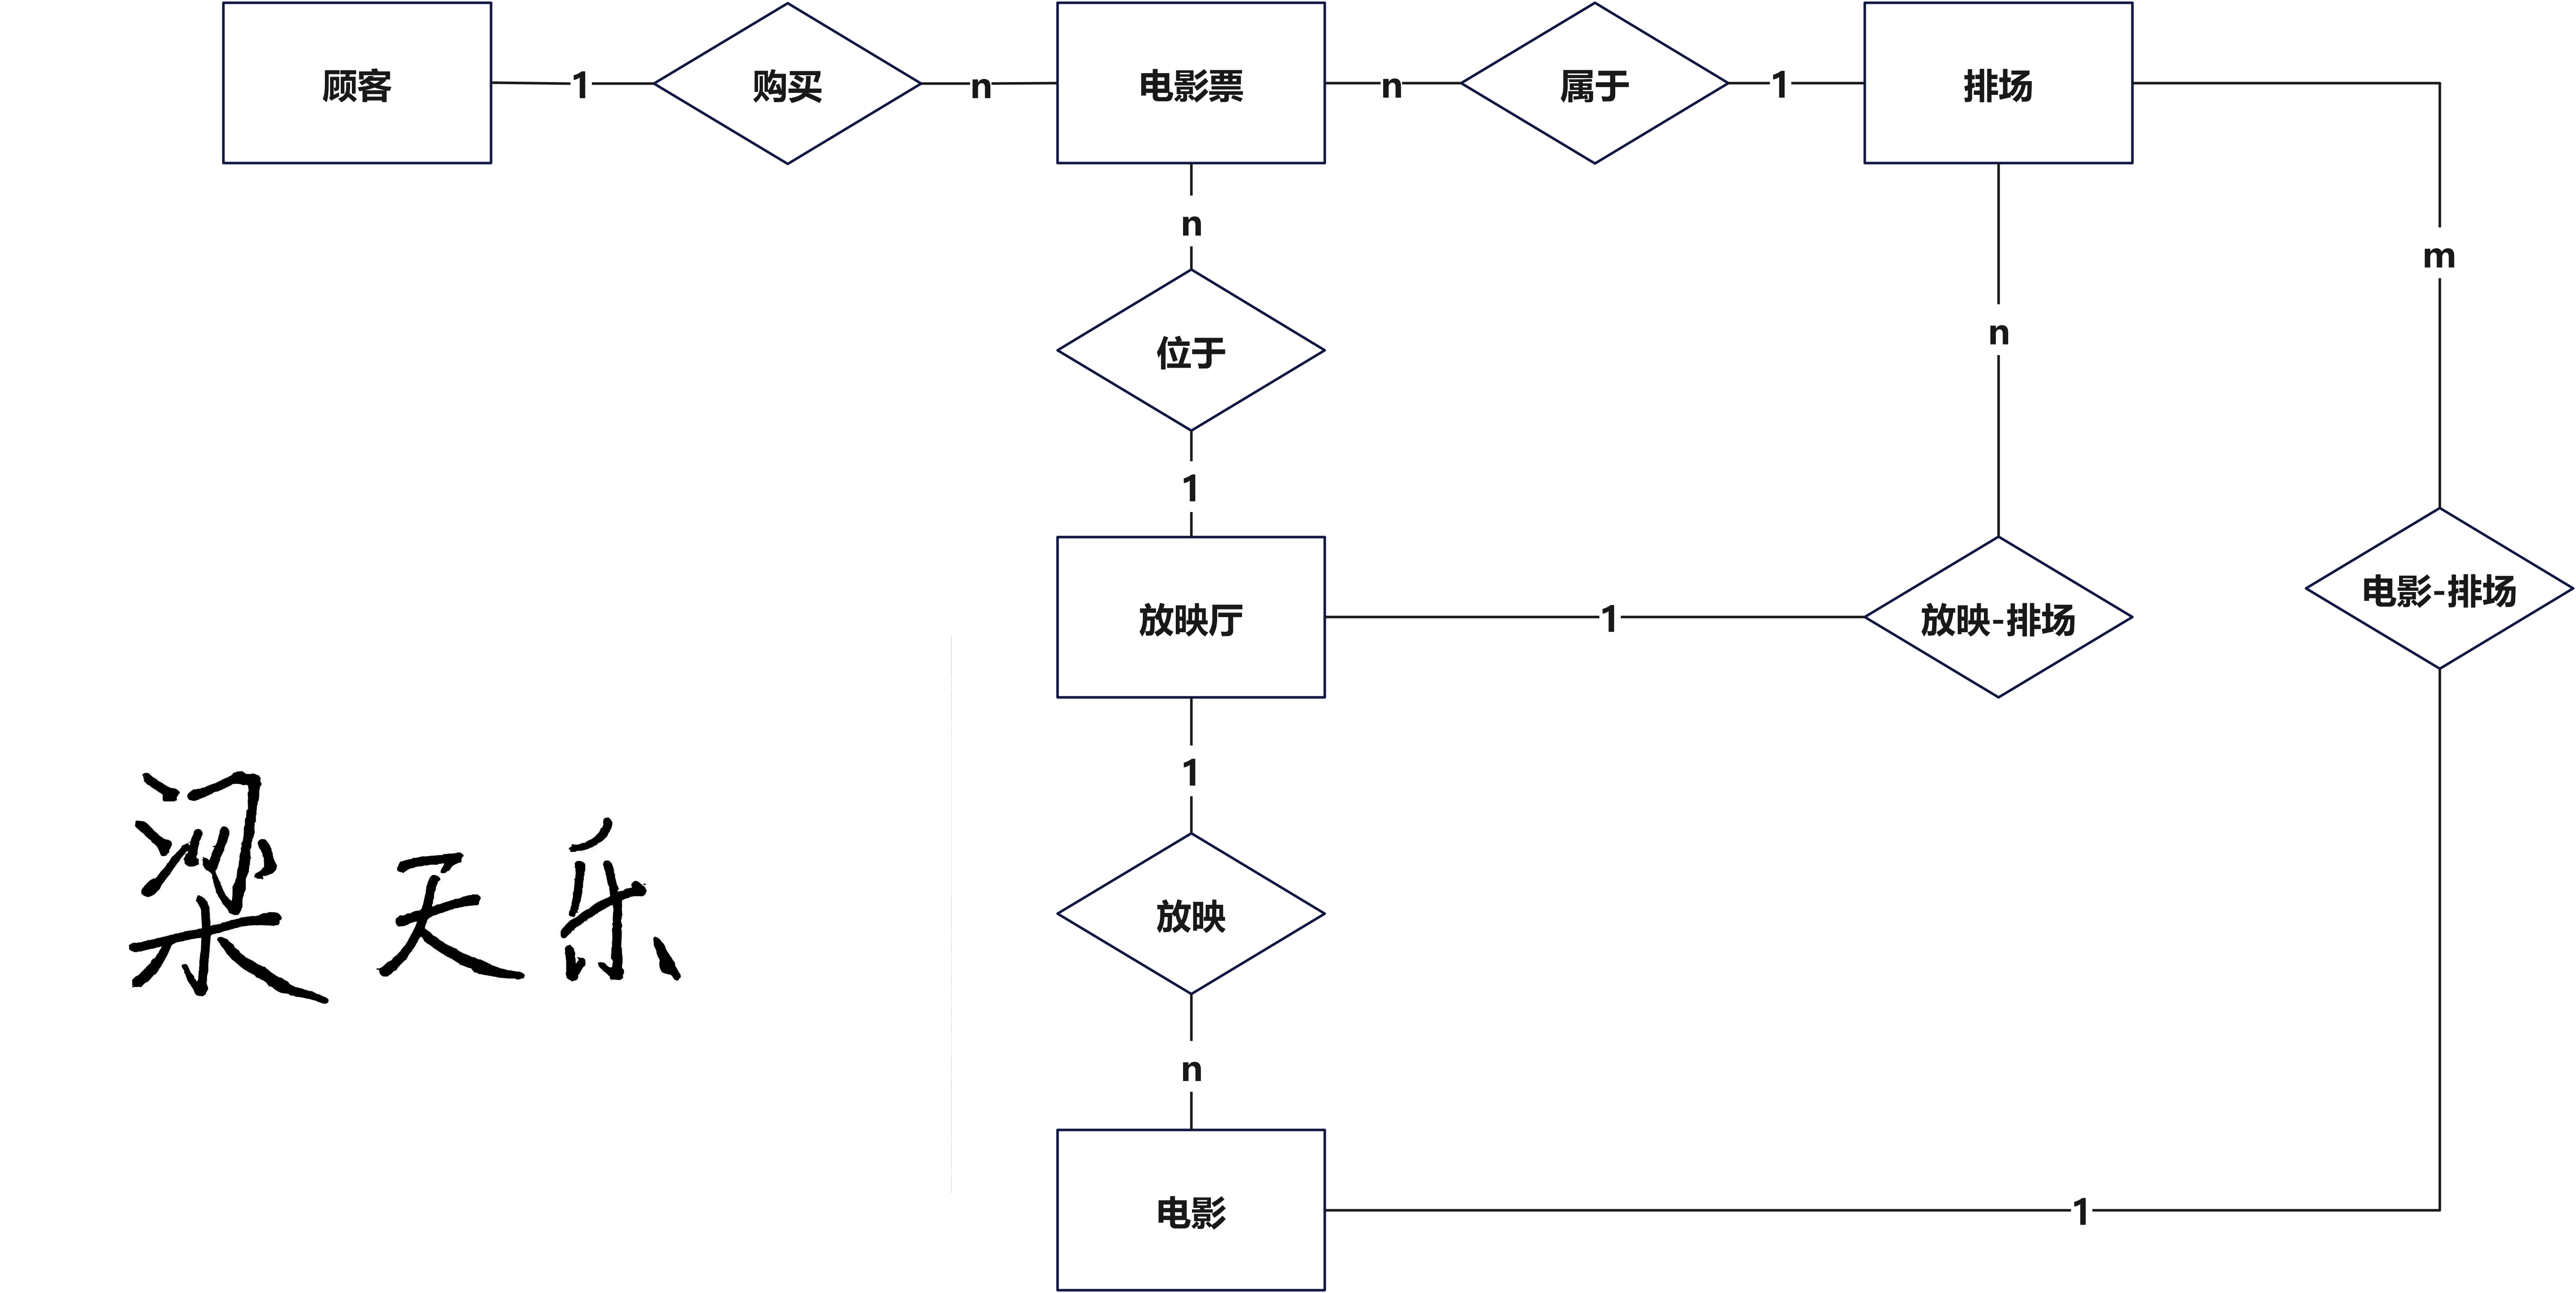 顾客 1 购买 n 电影票 n 属于 1 排场
n
m
n
位于
1
放映厅 1 放映-排场 电影-排场
1
梁天乐
放映
n
电影 1